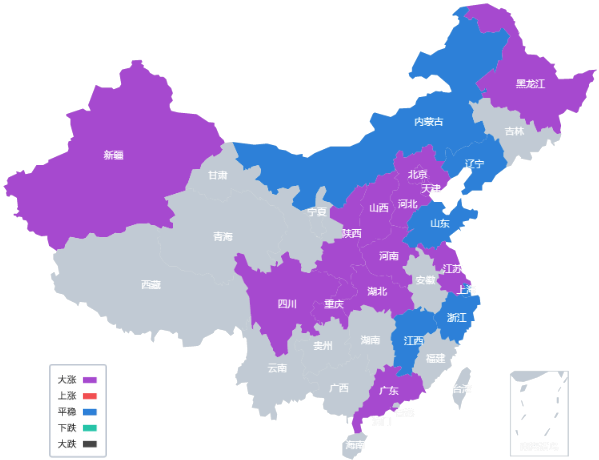 黑龙江
内蒙古
吉林
新疆
辽宁
甘肃
北京
天津
宁夏
山西
河北
山东
陕西
青海
河南
江苏
安徽
西藏
上海
四川
重庆
湖北
浙江
江西
湖南
贵州
福建
云南
广西
广东
台湾
海南
大涨
上涨
平稳
下跌
大跌